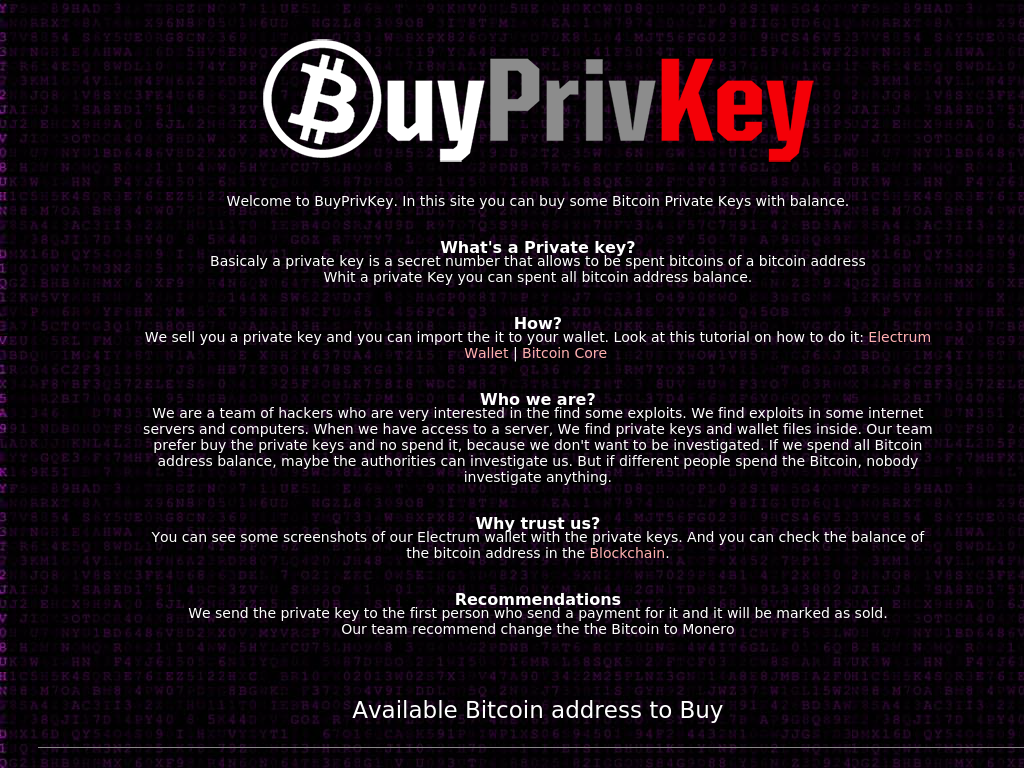 BuyPrivKey
Welcome to BuyPrivKey. In this site you can buy some Bitcoin Private Keys with balance.
What's a Private key?
Basicaly a private key is a secret number that allows to be spent bitcoins of a bitcoin address
Whit a private Key you can spent all bitcoin address balance.
How?
We sell you a private key and you can import the it to your wallet. Look at this tutorial on how to do it: Electrum
Wallet | Bitcoin Core
Who we are?
We are a team of hackers who are very interested in the find some exploits. We find exploits in some internet
servers and computers. When we have access to a server, We find private keys and wallet files inside. Our team
prefer buy the private keys and no spend it, because we don't want to be investigated. If we spend all Bitcoin
address balance, maybe the authorities can investigate us. But if different people spend the Bitcoin, nobody
investigate anything.
Why trust us?
You can see some screenshots of our Electrum wallet with the private keys. And you can check the balance of
the bitcoin address in the Blockchain.
Recommendations
We send the private key to the first person who send a payment for it and it will be marked as sold.
Our team recommend change the the Bitcoin to Monero
Available Bitcoin address to Buy